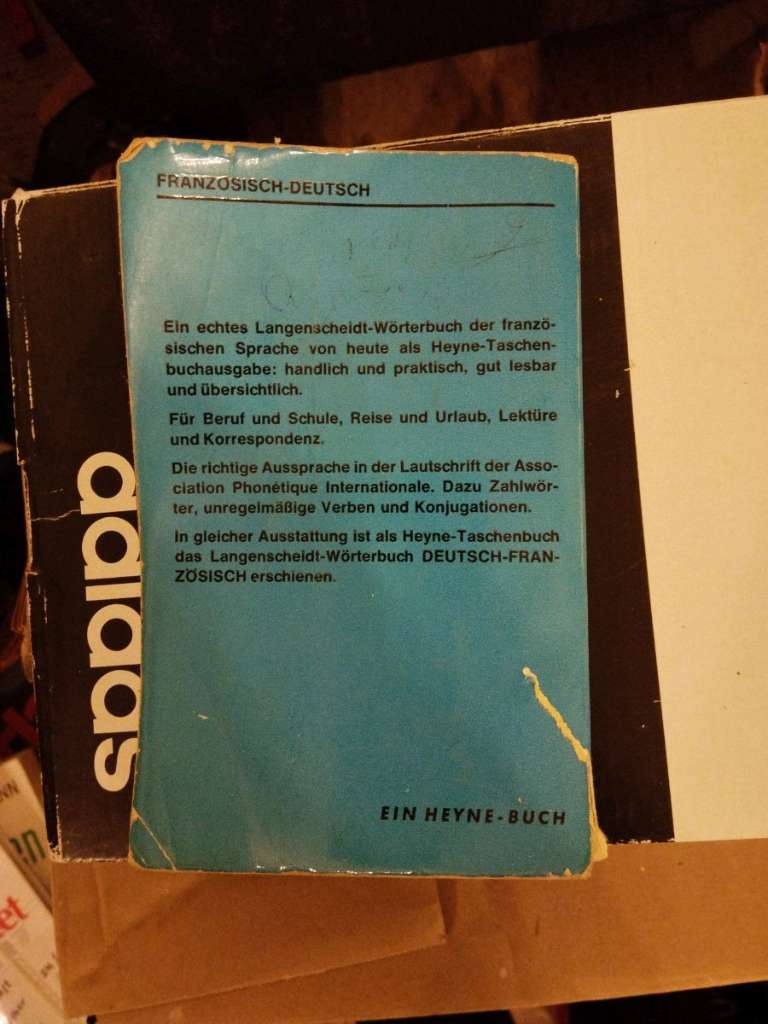 FRANZÖSISCH-DEUTSCH
Ein echtes Langenscheidt-Wörterbuch der franzö-
sischen Sprache von heute als Heyne-Taschen-
buchausgabe: handlich und praktisch, gut lesbar
und übersichtlich.
Für Beruf und Schule, Reise und Urlaub, Lektüre
und Korrespondenz.
Die richtige Aussprache in der Lautschrift der Asso-
ciation Phonétique Internationale. Dazu Zahlwör-
ter, unregelmäßige Verben und Konjugationen.
In gleicher Ausstattung ist als Heyne-Taschenbuch
das Langenscheidt-Wörterbuch DEUTSCH-FRAN-
ZÖSISCH erschienen.
EIN HEYNE-BUCH
adidas